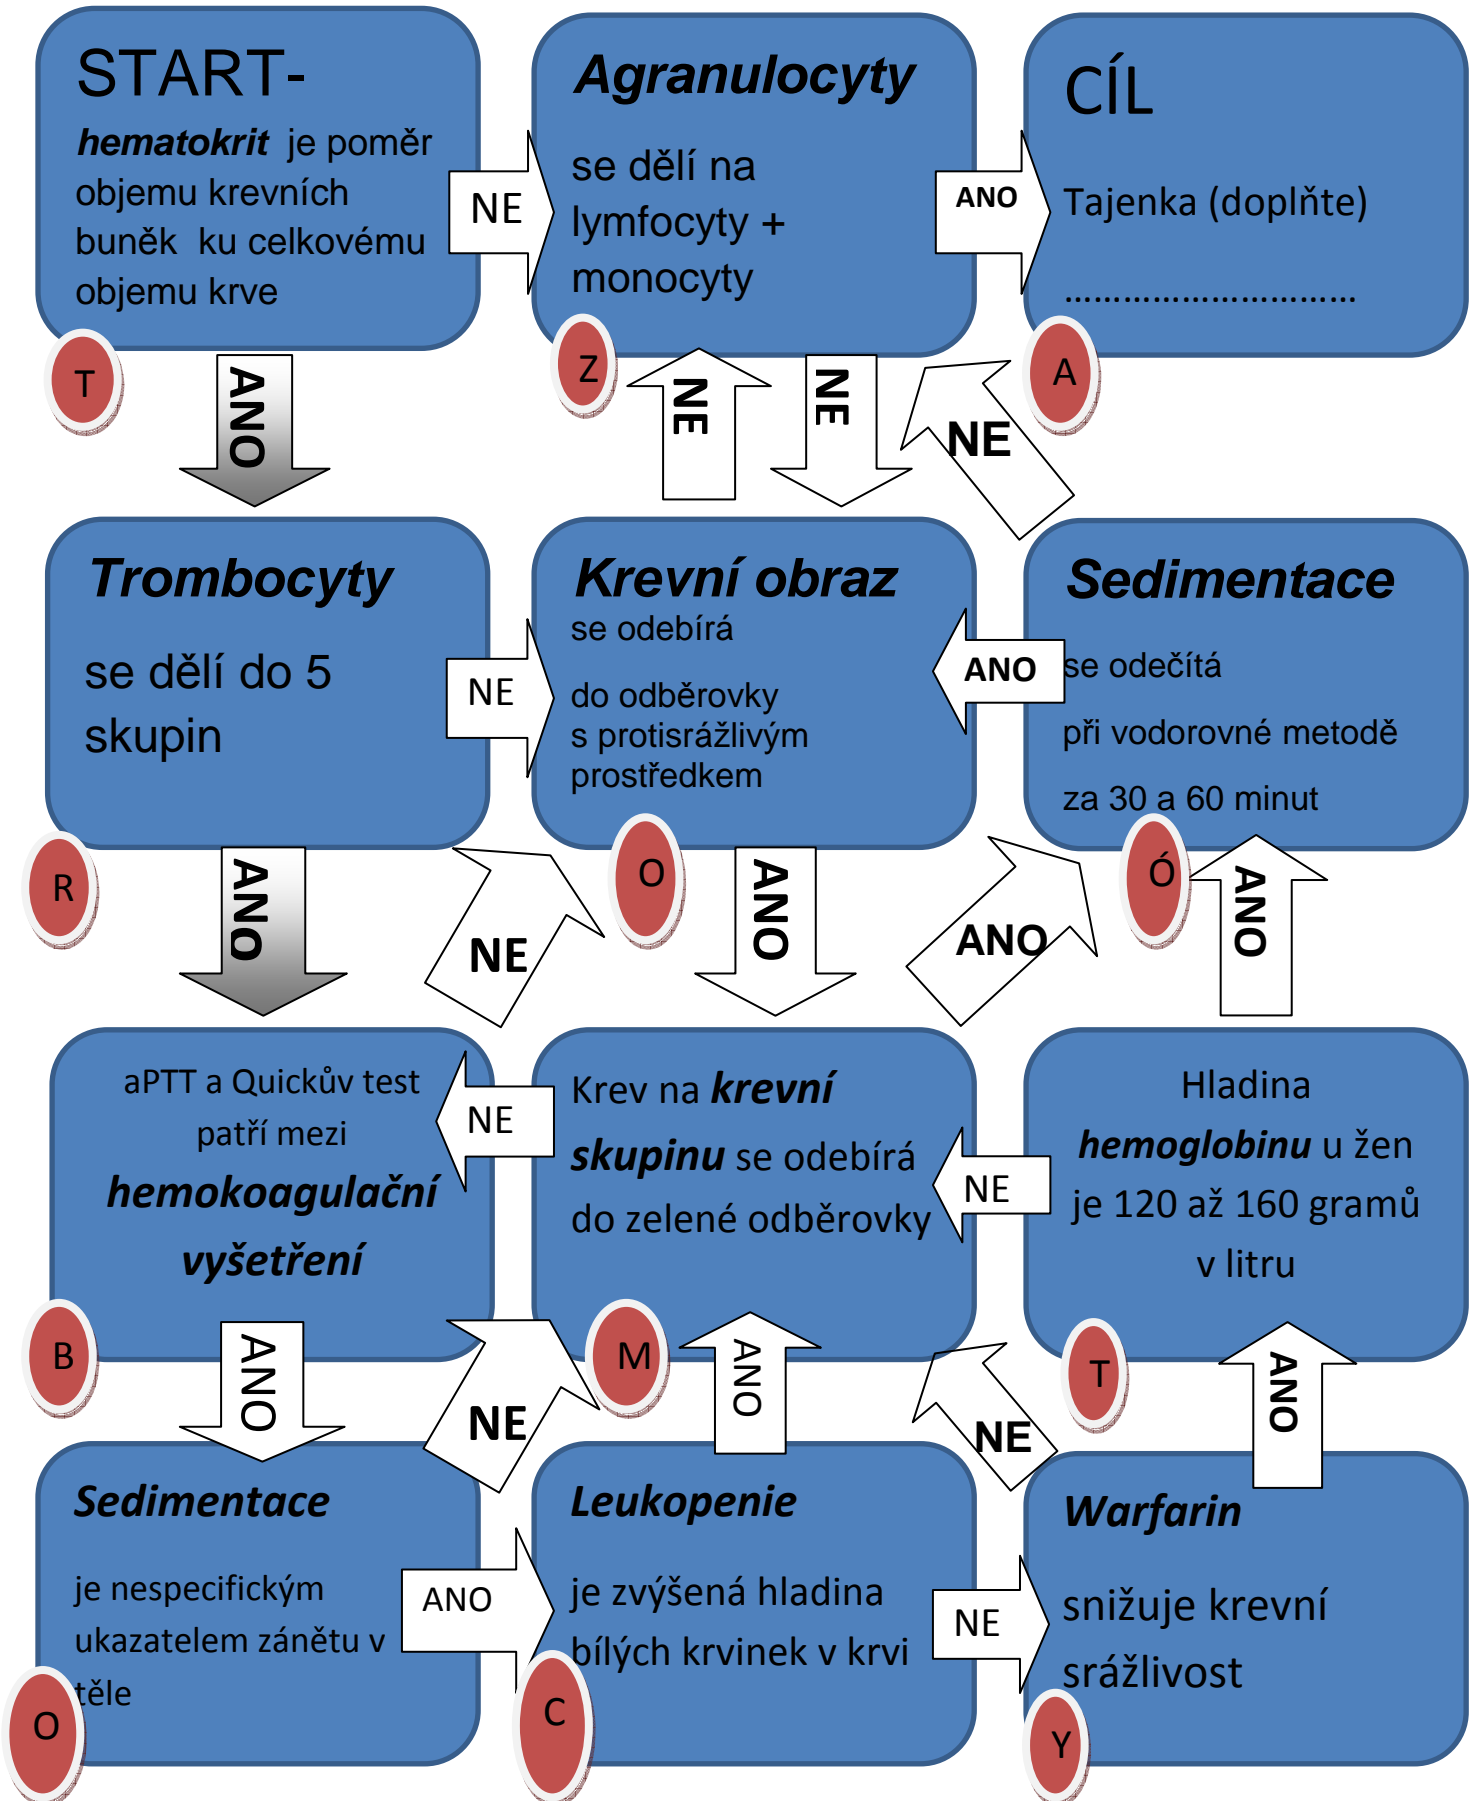 START-
hematokrit je poměr
objemu krevních
buněk ku celkovému
objemu krve
T
NE
Agranulocyty
se dělí na
lymfocyty +
monocyty
Z
ANO
CÍL
Tajenka (doplňte)
..............................
A
ANO
NE
NE
NE
Trombocyty
se dělí do 5
skupin
R
NE
Krevní obraz
se odebírá
do odběrovky
s protisrážlivým
prostředkem
O
ANO
Sedimentace
se odečítá
při vodorovné metodě
za 30 a 60 minut
Ó
ANO
NE
ANO
ANO
ANO
aPTT a Quickův test
patří mezi
hemokoagulační
vyšetření
B
NE
Krev na krevní
skupinu se odebírá
do zelené odběrovky
M
NE
Hladina
hemoglobinu u žen
je 120 až 160 gramů
v litru
T
ANO
NE
ANO
NE
ANO
Sedimentace
je nespecifickým
ukazatelem zánětu v
těle
O
ANO
Leukopenie
je zvýšená hladina
bílých krvinek v krvi
C
NE
Warfarin
snižuje krevní
srážlivost
Y